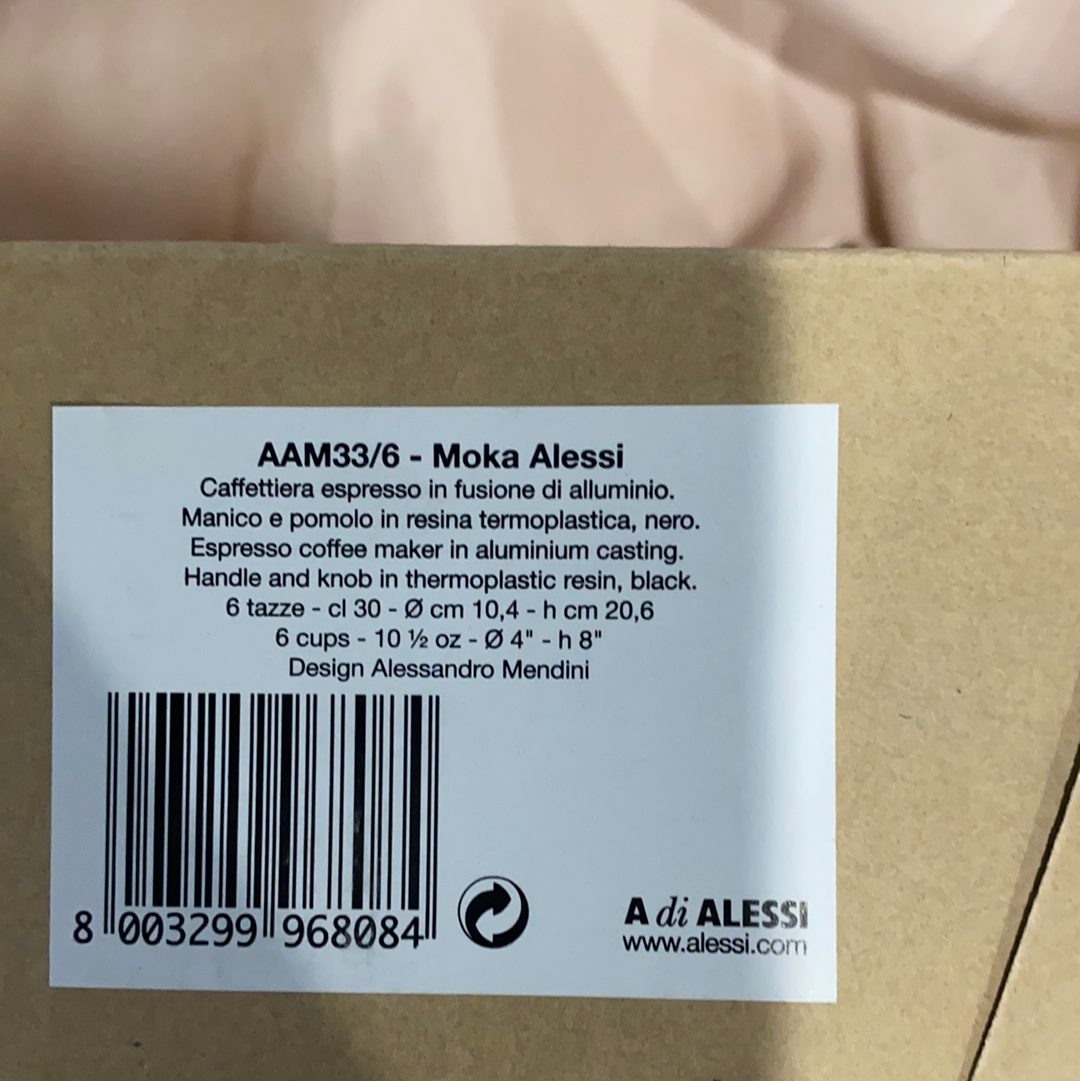 AAM33/6 - Moka Alessi
Caffettiera espresso in fusione di alluminio.
Manico e pomolo in resina termoplastica, nero.
Espresso coffee maker in aluminium casting.
Handle and knob in thermoplastic resin, black.
6 tazze - cl 30 - Ø cm 10,4 - h cm 20,6
6 cups - 10 ½ oz - Ø 4" - h 8"
Design Alessandro Mendini
8 003299 968084
A di ALESSI
www.alessi.com